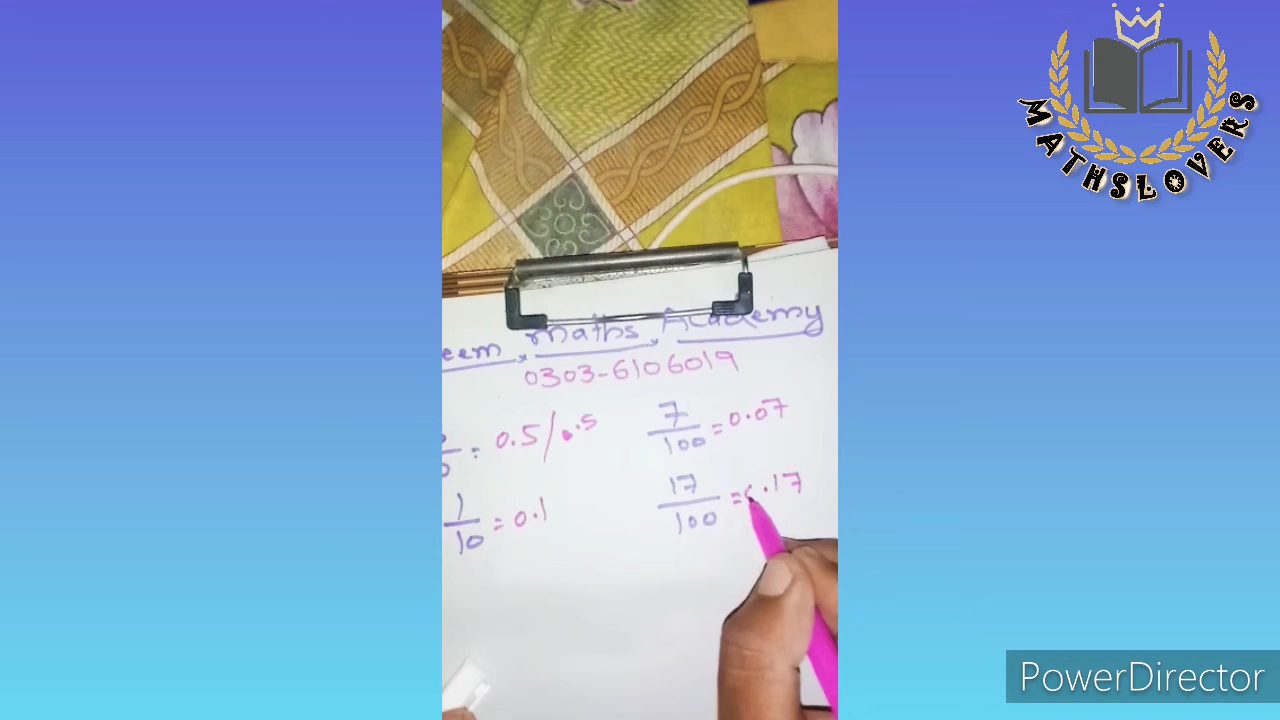 MATHSLOVERS
Maths Academy
0303-6106019
= 0.5/0.5
7/100 = 0.07
1/10 = 0.1
17/100 = 0.17
PowerDirector